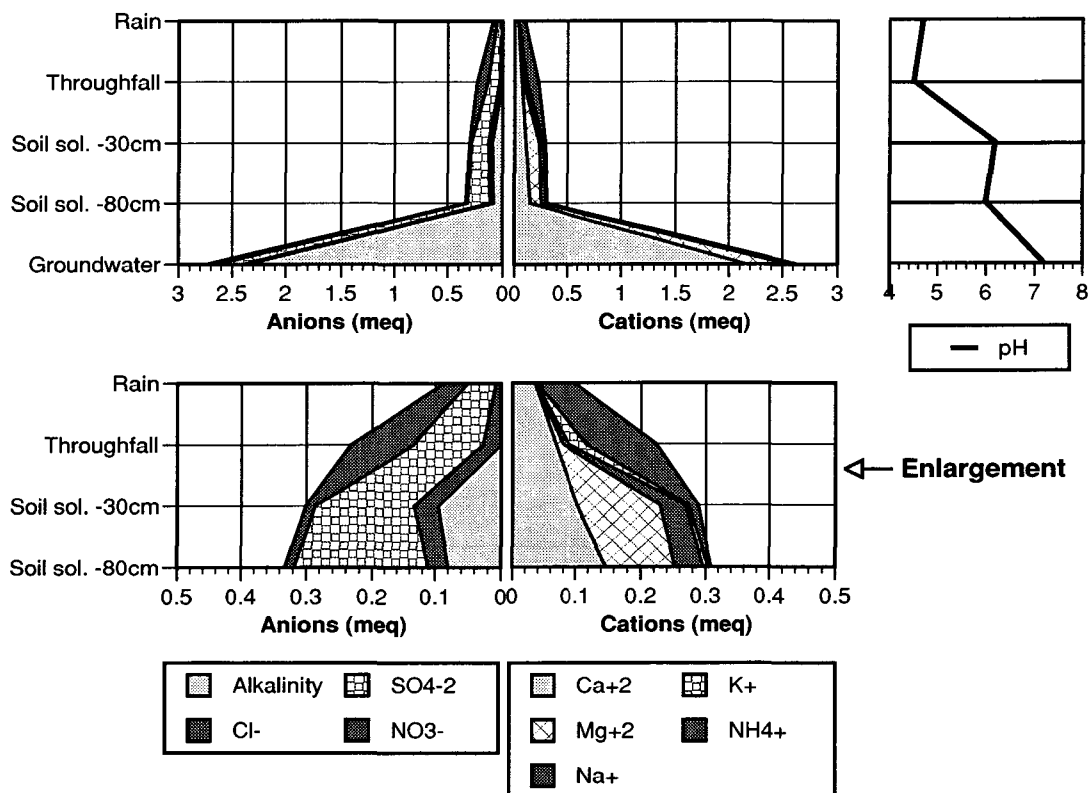 Rain
Throughfall
Soil sol. -30cm
Soil sol. -80cm
Groundwater
3 2.5 2 1.5 1 0.5 00 0.5 1 1.5 2 2.5 3
Anions (meq) Cations (meq)
4 5 6 7 8
pH
Rain
Throughfall
Soil sol. -30cm
Soil sol. -80cm
Enlargement
0.5 0.4 0.3 0.2 0.1 00 0.1 0.2 0.3 0.4 0.5
Anions (meq) Cations (meq)
Alkalinity SO4-2
Cl- NO3-
Ca+2 K+
Mg+2 NH4+
Na+